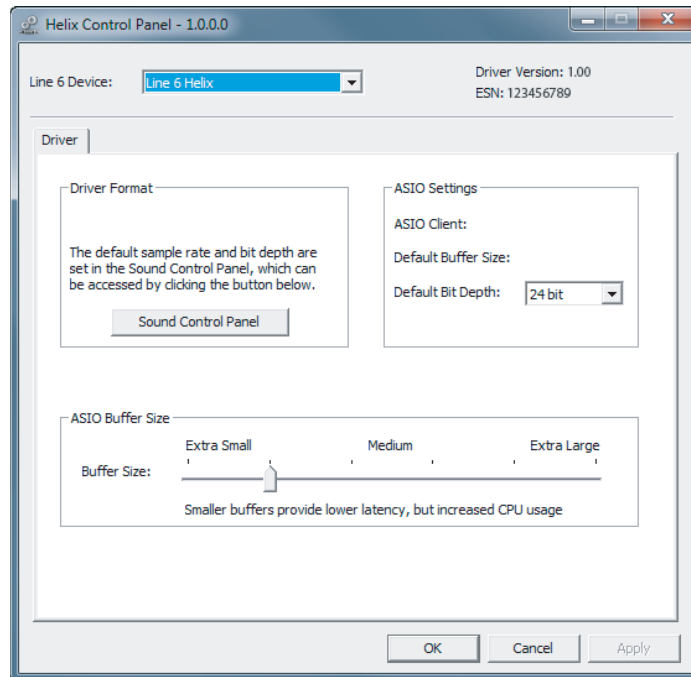 Helix Control Panel - 1.0.0.0
Line 6 Device:
Line 6 Helix
Driver Version: 1.00
ESN: 123456789
Driver
Driver Format
The default sample rate and bit depth are
set in the Sound Control Panel, which can
be accessed by clicking the button below.
Sound Control Panel
ASIO Settings
ASIO Client:
Default Buffer Size:
Default Bit Depth:
24 bit
ASIO Buffer Size
Extra Small
Medium
Extra Large
Buffer Size:
Smaller buffers provide lower latency, but increased CPU usage
OK
Cancel
Apply